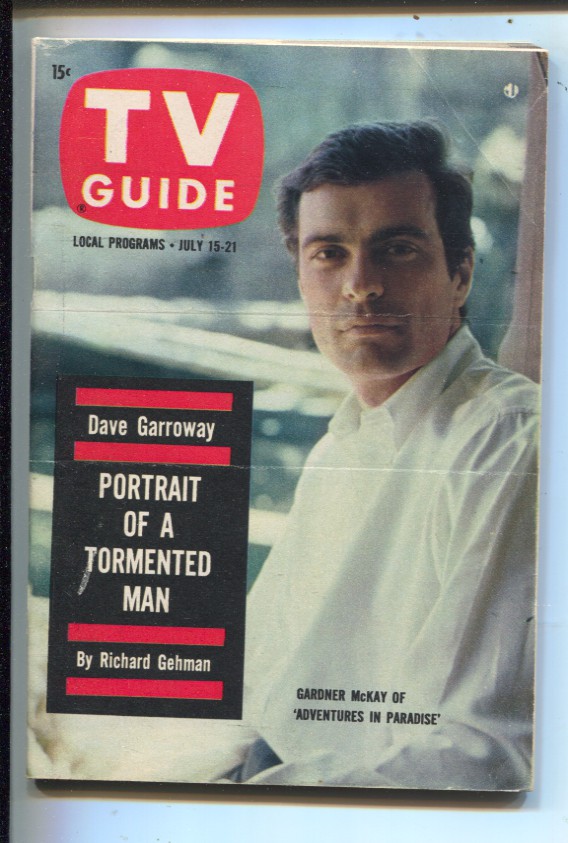 15¢
TV
GUIDE
®
LOCAL PROGRAMS • JULY 15-21
Dave Garroway
PORTRAIT
OF A
TORMENTED
MAN
By Richard Gehman
GARDNER McKAY OF
'ADVENTURES IN PARADISE'